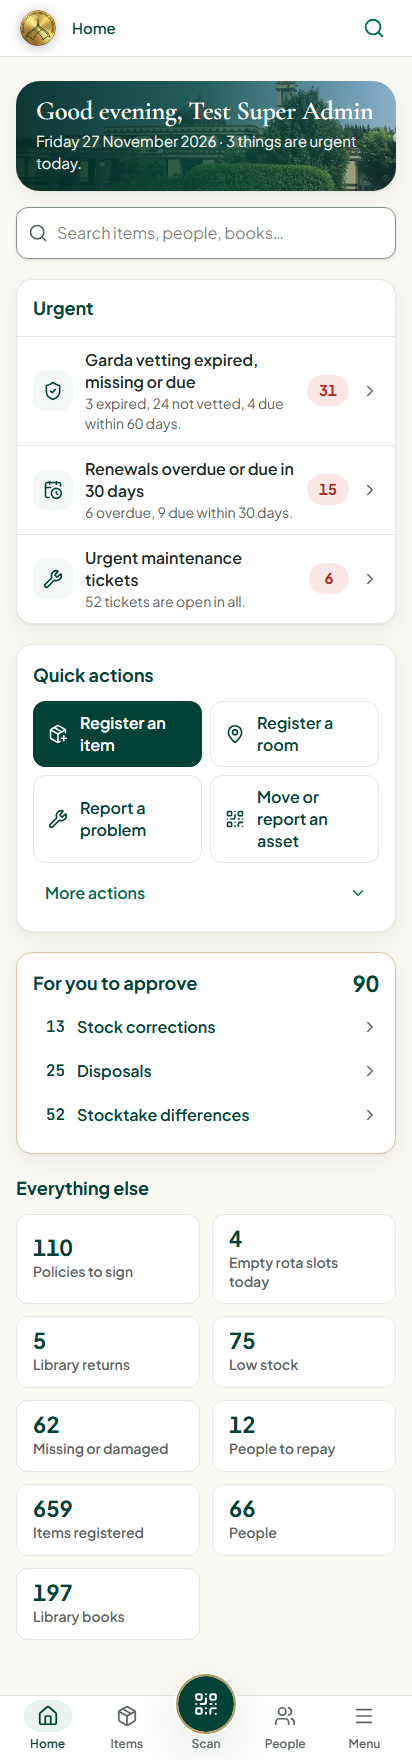 Home
Good evening, Test Super Admin
Friday 27 November 2026 · 3 things are urgent
today.
Search items, people, books…
Urgent
Garda vetting expired,
missing or due
3 expired, 24 not vetted, 4 due
within 60 days.
31
Renewals overdue or due in
30 days
6 overdue, 9 due within 30 days.
15
Urgent maintenance
tickets
52 tickets are open in all.
6
Quick actions
Register an
item
Register a
room
Report a
problem
Move or
report an
asset
More actions
For you to approve
90
13 Stock corrections
25 Disposals
52 Stocktake differences
Everything else
110
Policies to sign
4
Empty rota slots
today
5
Library returns
75
Low stock
62
Missing or damaged
12
People to repay
659
Items registered
66
People
197
Library books
Home
Items
Scan
People
Menu